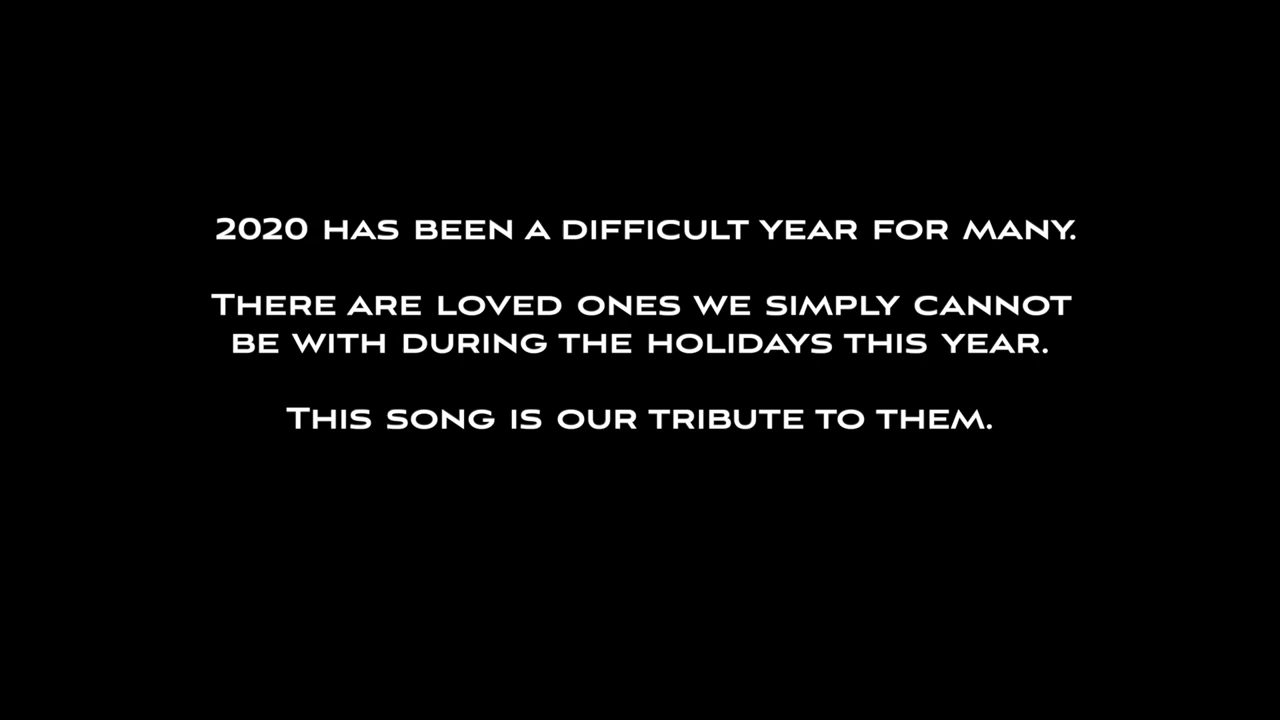 2020 HAS BEEN A DIFFICULT YEAR FOR MANY.
THERE ARE LOVED ONES WE SIMPLY CANNOT
BE WITH DURING THE HOLIDAYS THIS YEAR.
THIS SONG IS OUR TRIBUTE TO THEM.